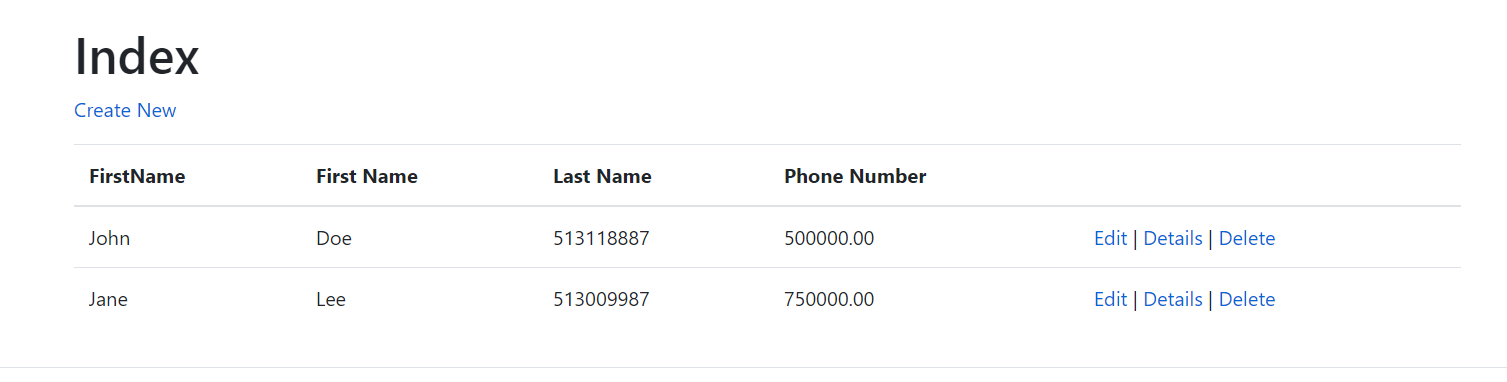 Index
Create New
FirstName First Name Last Name Phone Number
John Doe 513118887 500000.00 Edit | Details | Delete
Jane Lee 513009987 750000.00 Edit | Details | Delete